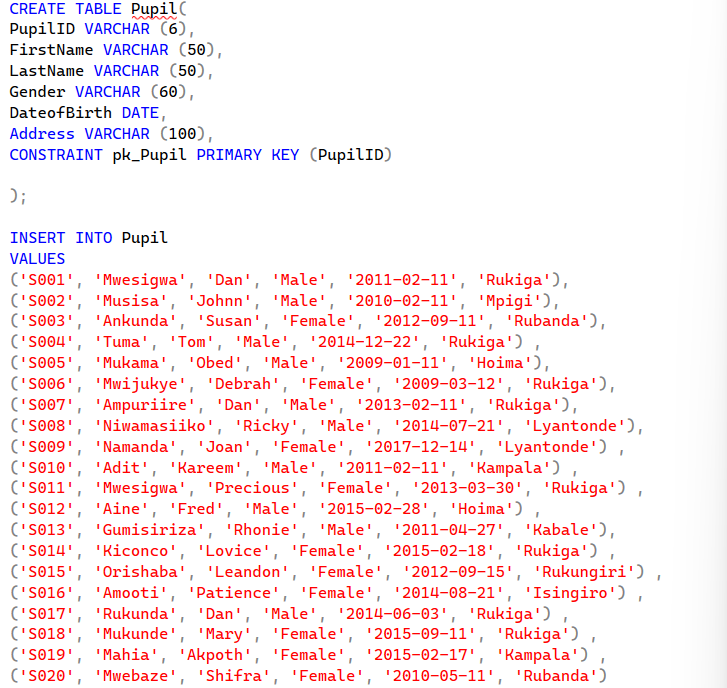 CREATE TABLE Pupil(
PupilID VARCHAR (6),
FirstName VARCHAR (50),
LastName VARCHAR (50),
Gender VARCHAR (60),
DateofBirth DATE,
Address VARCHAR (100),
CONSTRAINT pk_Pupil PRIMARY KEY (PupilID)
);
INSERT INTO Pupil
VALUES
('S001', 'Mwesigwa', 'Dan', 'Male', '2011-02-11', 'Rukiga'),
('S002', 'Musisa', 'Johnn', 'Male', '2010-02-11', 'Mpigi'),
('S003', 'Ankunda', 'Susan', 'Female', '2012-09-11', 'Rubanda'),
('S004', 'Tuma', 'Tom', 'Male', '2014-12-22', 'Rukiga') ,
('S005', 'Mukama', 'Obed', 'Male', '2009-01-11', 'Hoima'),
('S006', 'Mwijukye', 'Debrah', 'Female', '2009-03-12', 'Rukiga'),
('S007', 'Ampuriire', 'Dan', 'Male', '2013-02-11', 'Rukiga'),
('S008', 'Niwamasiiko', 'Ricky', 'Male', '2014-07-21', 'Lyantonde'),
('S009', 'Namanda', 'Joan', 'Female', '2017-12-14', 'Lyantonde') ,
('S010', 'Adit', 'Kareem', 'Male', '2011-02-11', 'Kampala') ,
('S011', 'Mwesigwa', 'Precious', 'Female', '2013-03-30', 'Rukiga') ,
('S012', 'Aine', 'Fred', 'Male', '2015-02-28', 'Hoima') ,
('S013', 'Gumisiriza', 'Rhonie', 'Male', '2011-04-27', 'Kabale'),
('S014', 'Kiconco', 'Lovice', 'Female', '2015-02-18', 'Rukiga') ,
('S015', 'Orishaba', 'Leandon', 'Female', '2012-09-15', 'Rukungiri') ,
('S016', 'Amooti', 'Patience', 'Female', '2014-08-21', 'Isingiro') ,
('S017', 'Rukunda', 'Dan', 'Male', '2014-06-03', 'Rukiga') ,
('S018', 'Mukunde', 'Mary', 'Female', '2015-09-11', 'Rukiga') ,
('S019', 'Mahia', 'Akpoth', 'Female', '2015-02-17', 'Kampala') ,
('S020', 'Mwebaze', 'Shifra', 'Female', '2010-05-11', 'Rubanda')